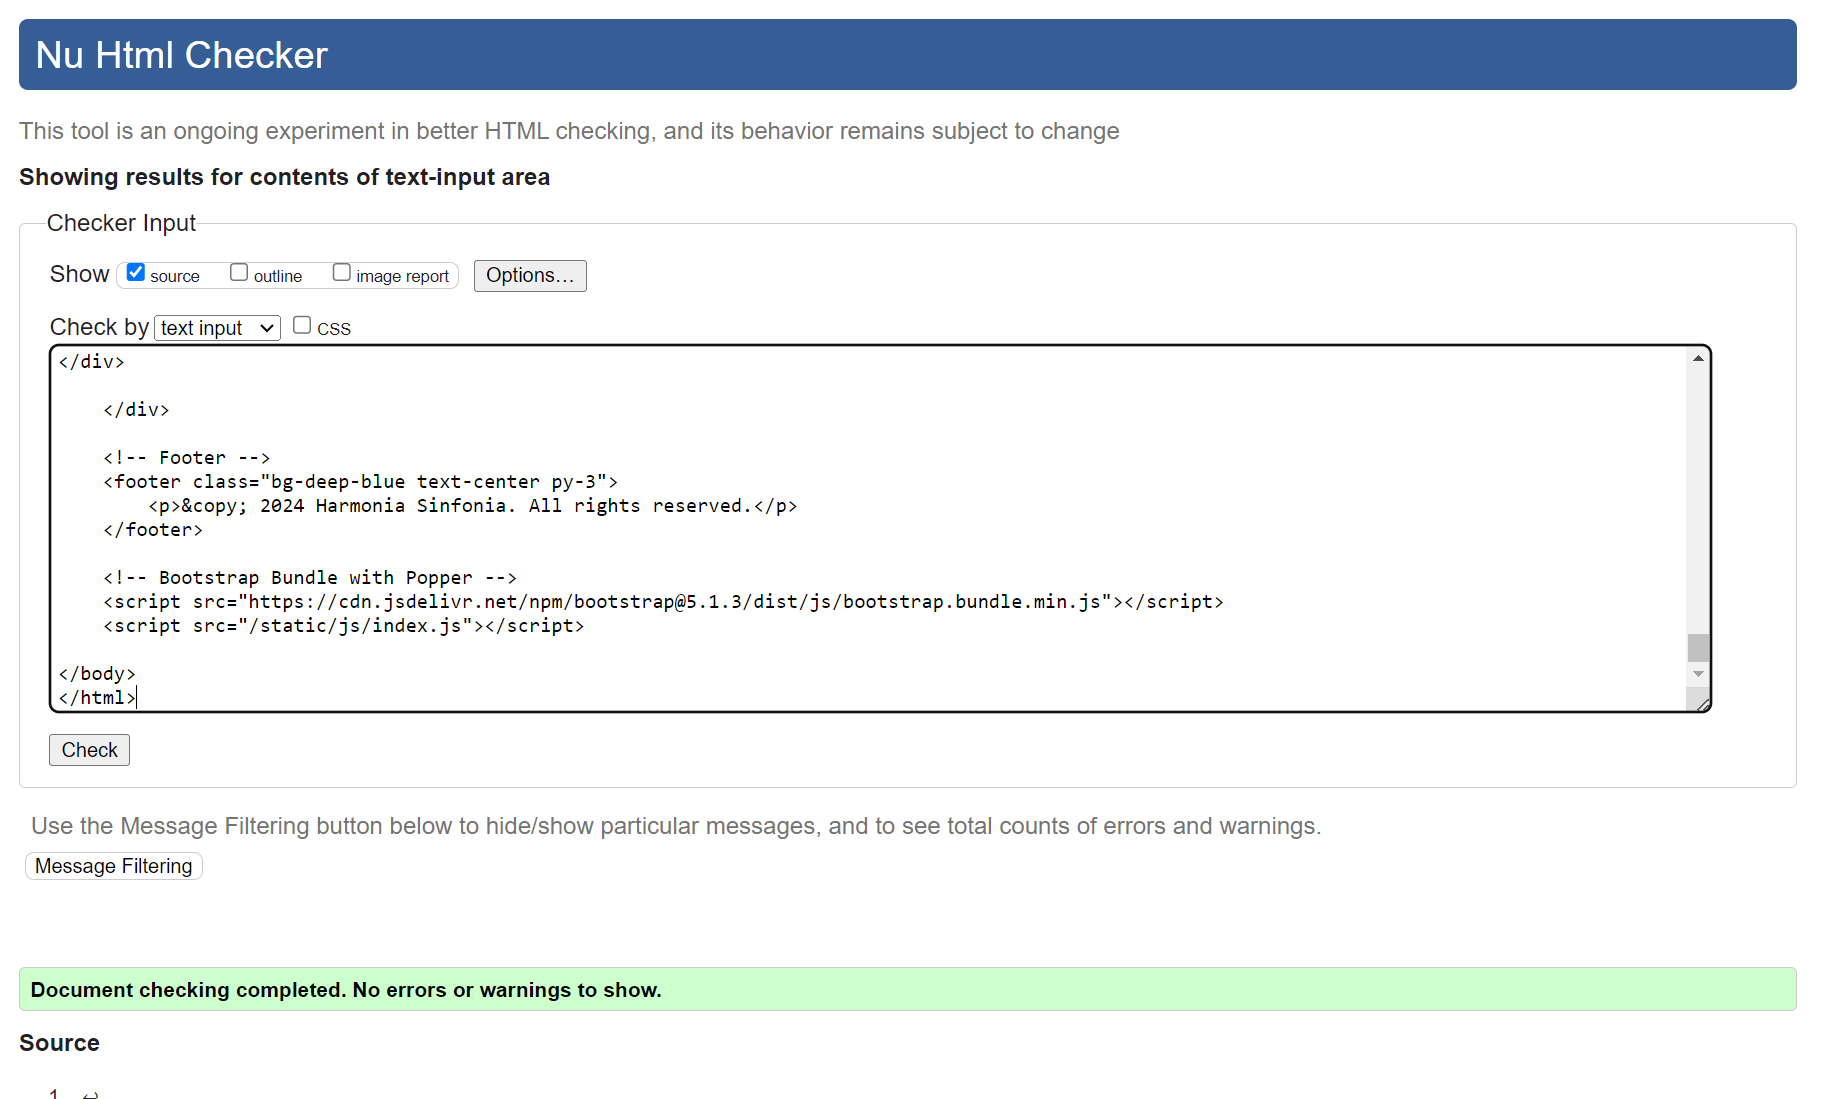 Nu Html Checker
This tool is an ongoing experiment in better HTML checking, and its behavior remains subject to change
Showing results for contents of text-input area
Checker Input
Show source outline image report Options...
Check by text input CSS
</div>
</div>
<!-- Footer -->
<footer class="bg-deep-blue text-center py-3">
<p>&copy; 2024 Harmonia Sinfonia. All rights reserved.</p>
</footer>
<!-- Bootstrap Bundle with Popper -->
<script src="https://cdn.jsdelivr.net/npm/bootstrap@5.1.3/dist/js/bootstrap.bundle.min.js"></script>
<script src="/static/js/index.js"></script>
</body>
</html>
Check
Use the Message Filtering button below to hide/show particular messages, and to see total counts of errors and warnings.
Message Filtering
Document checking completed. No errors or warnings to show.
Source
1. ↩